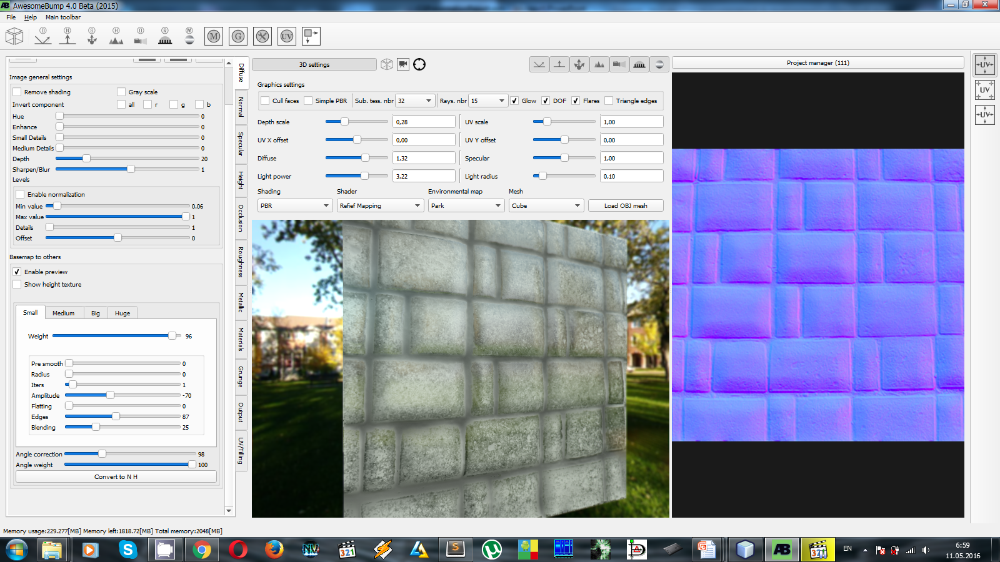 AwesomeBump 4.0 Beta (2015)
File Help Main toolbar
O N S H O R M
M G UV
3D settings
Project manager (111)
Image general settings
Remove shading Gray scale
Invert component all r g b
Hue 0
Enhance 0
Small Details 0
Medium Details 0
Depth 20
Sharpen/Blur 1
Levels
Enable normalization
Min value 0.06
Max value 1
Details 1
Offset 0
Basemap to others
Enable preview
Show height texture
Small Medium Big Huge
Weight 96
Pre smooth 0
Radius 0
Iters 1
Amplitude -70
Flatting 0
Edges 87
Blending 25
Angle correction 98
Angle weight 100
Convert to N H
Diffuse
Normal
Specular
Height
Occlusion
Roughness
Metallic
Materials
Grunge
Output
UV/Tilling
Graphics settings
Cull faces Simple PBR Sub. tess. nbr 32 Rays. nbr 15 Glow DOF Flares Triangle edges
Depth scale 0,28 UV scale 1,00
UV X offset 0,00 UV Y offset 0,00
Diffuse 1,32 Specular 1,00
Light power 3,22 Light radius 0,10
Shading Shader Environmental map Mesh
PBR Refief Mapping Park Cube Load OBJ mesh
UV
UV
UV
Memory usage:229.277[MB] Memory left:1818.72[MB] Total memory:2048[MB]
S NV 321 S µ AB 321 EN 6:59
11.05.2016